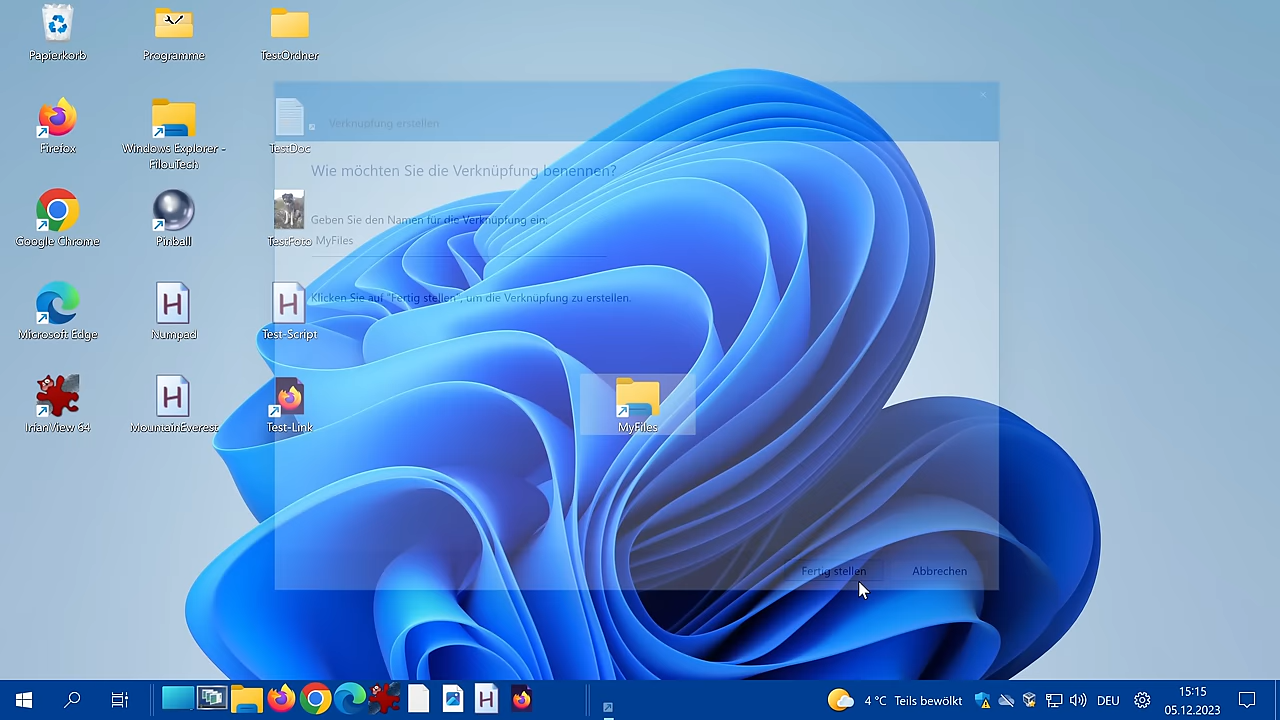 Papierkorb
Programme
TestOrdner
Firefox
Windows Explorer -
FilouTech
TestDoc
Verknüpfung erstellen
Wie möchten Sie die Verknüpfung benennen?
Google Chrome
Pinball
TestFoto
Geben Sie den Namen für die Verknüpfung ein.
MyFiles
Klicken Sie auf "Fertig stellen", um die Verknüpfung zu erstellen.
Microsoft Edge
Numpad
Test-Script
IrfanView 64
MountainEverest
Test-Link
MyFiles
Fertig stellen
Abbrechen
4 °C Teils bewölkt
DEU
15:15
05.12.2023